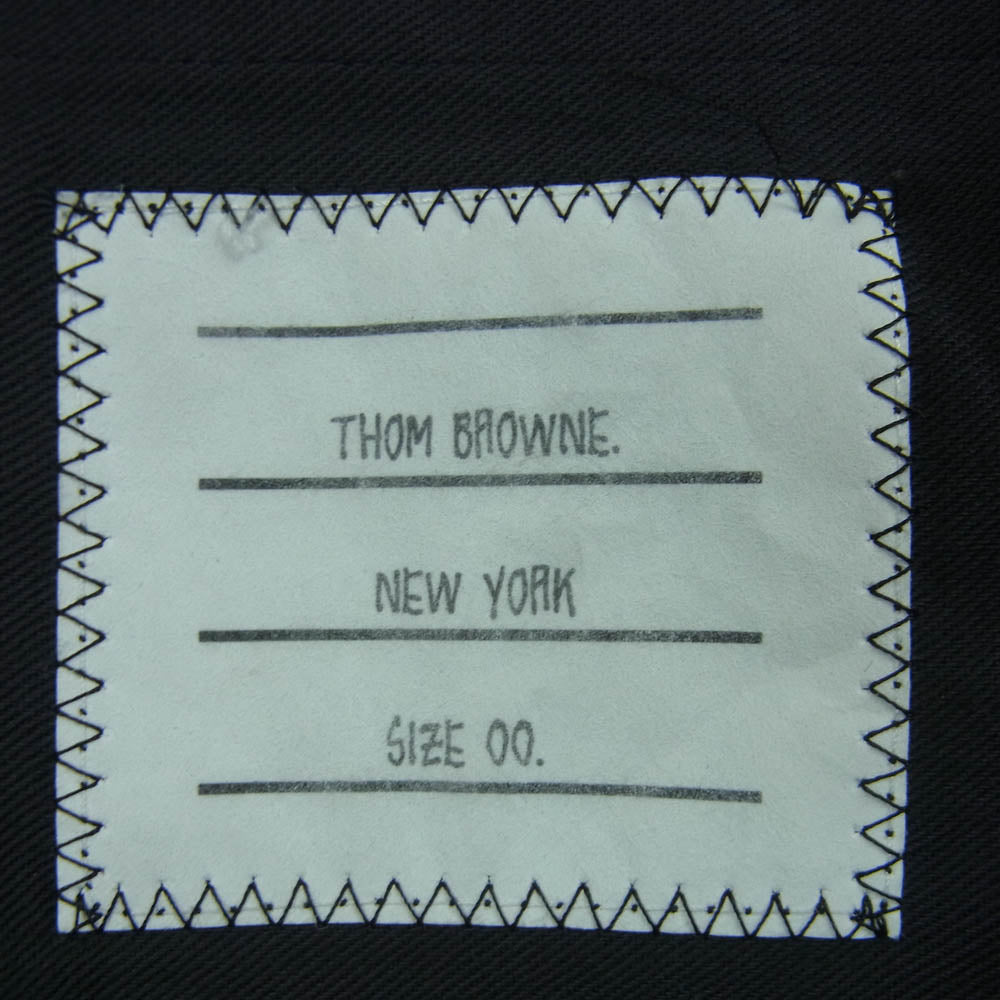 THOM BROWNE.
NEW YORK
SIZE 00.